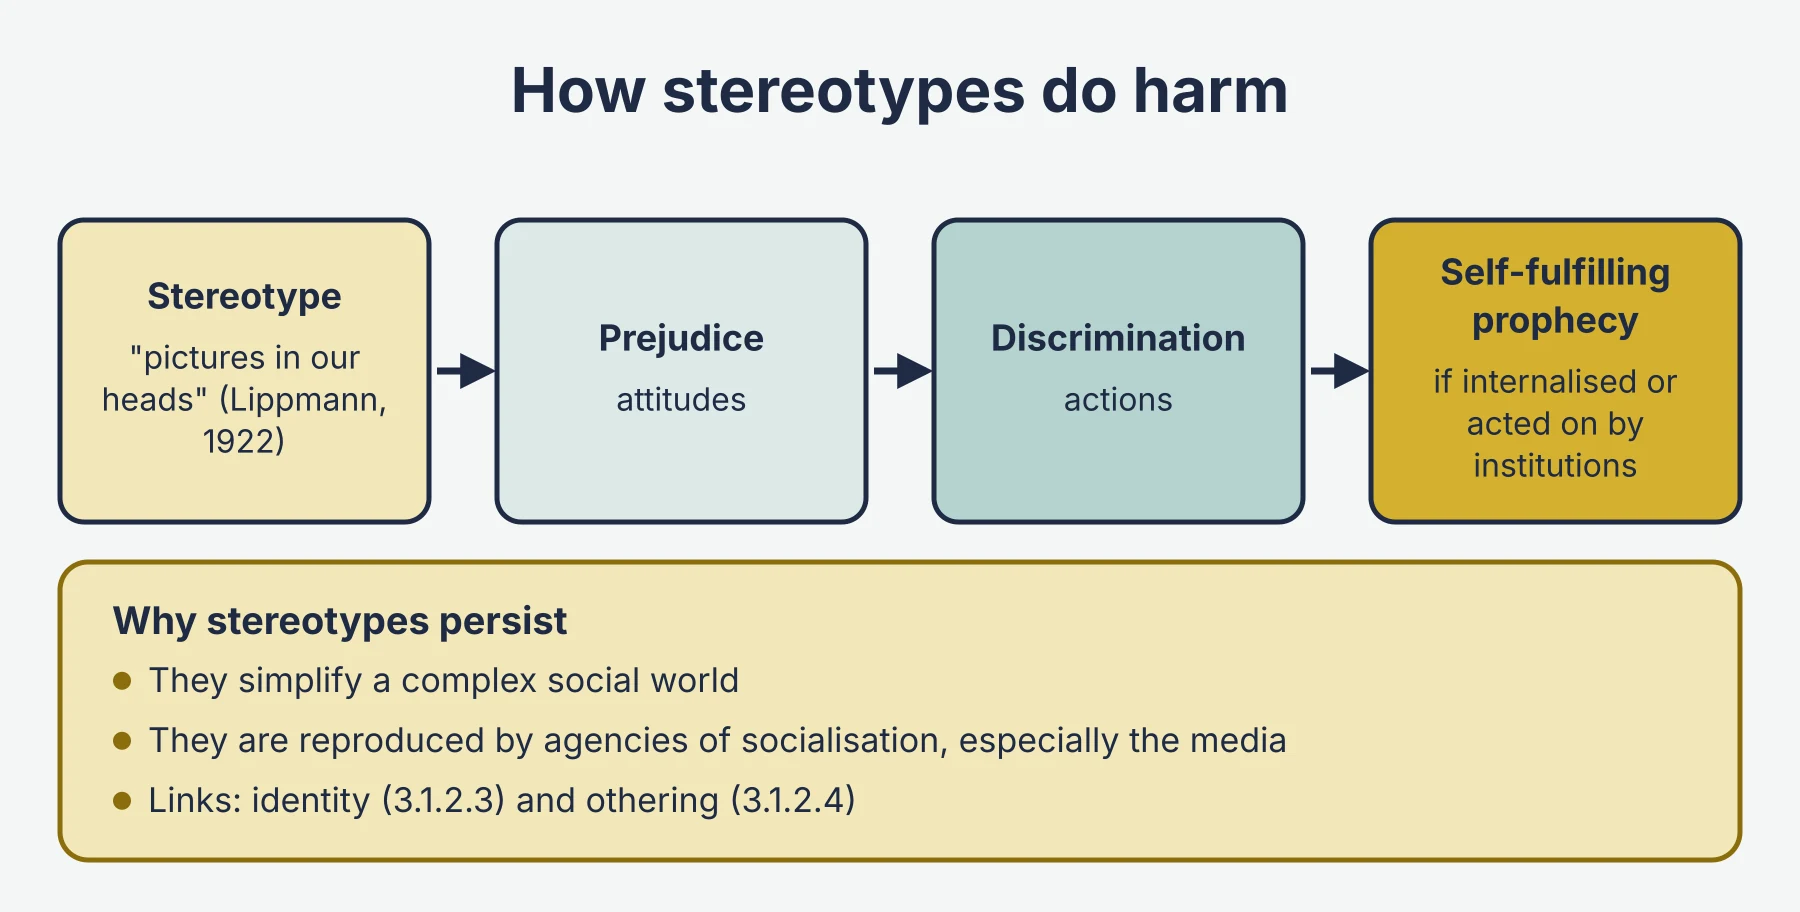 How stereotypes do harm
Stereotype
"pictures in our
heads" (Lippmann,
1922)
Prejudice
attitudes
Discrimination
actions
Self-fulfilling
prophecy
if internalised or
acted on by
institutions
Why stereotypes persist
They simplify a complex social world
They are reproduced by agencies of socialisation, especially the media
Links: identity (3.1.2.3) and othering (3.1.2.4)